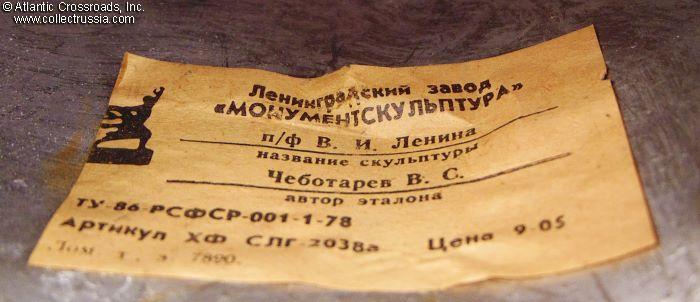 © Atlantic Crossroads, Inc.
www.collectrussia.com
Ленинградский завод
«МОНУМЕНТСКУЛЬПТУРА»
п/ф В. И. Ленина
название скульптуры
Чеботарев В. С.
автор эталона
ТУ-86-РСФСР-001-1-78
Артикул ХФ СЛГ-2038а Цена 9-05
т. з 7890.